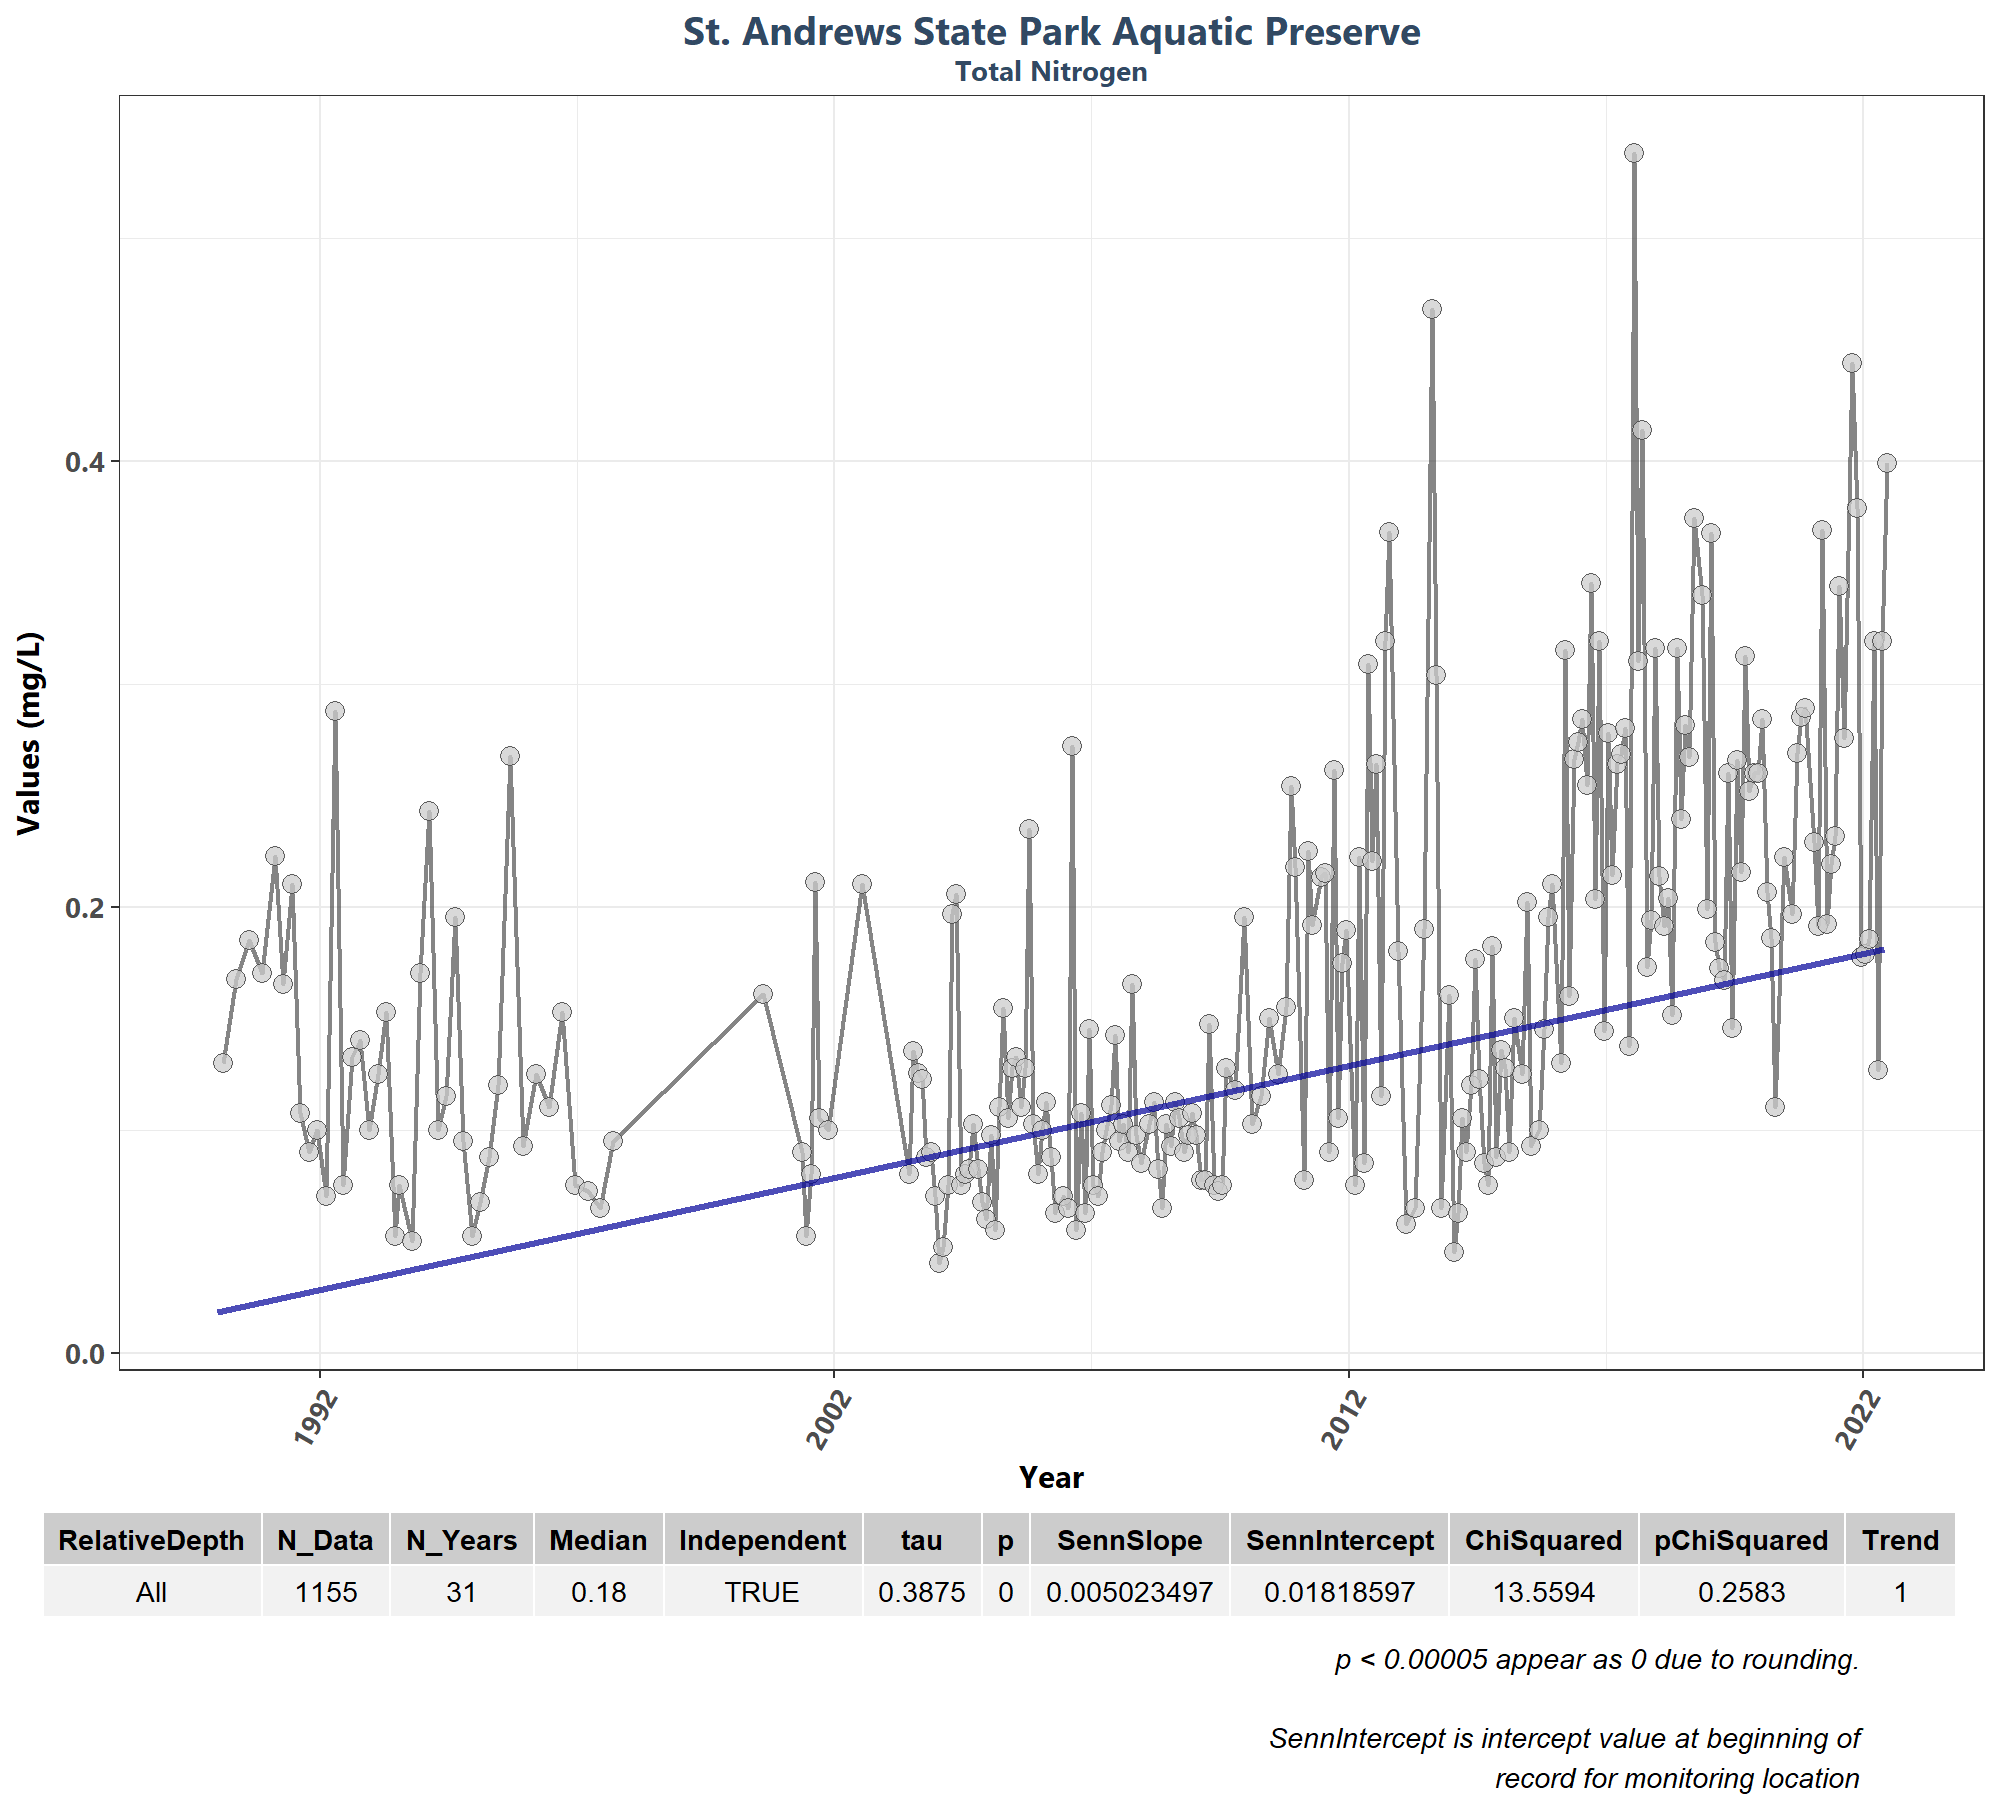 St. Andrews State Park Aquatic Preserve
Total Nitrogen
Values (mg/L)
0.4
0.2
0.0
1992 2002 2012 2022
Year
RelativeDepth N_Data N_Years Median Independent tau p SennSlope SennIntercept ChiSquared pChiSquared Trend
All 1155 31 0.18 TRUE 0.3875 0 0.005023497 0.01818597 13.5594 0.2583 1
p < 0.00005 appear as 0 due to rounding.
SennIntercept is intercept value at beginning of
record for monitoring location